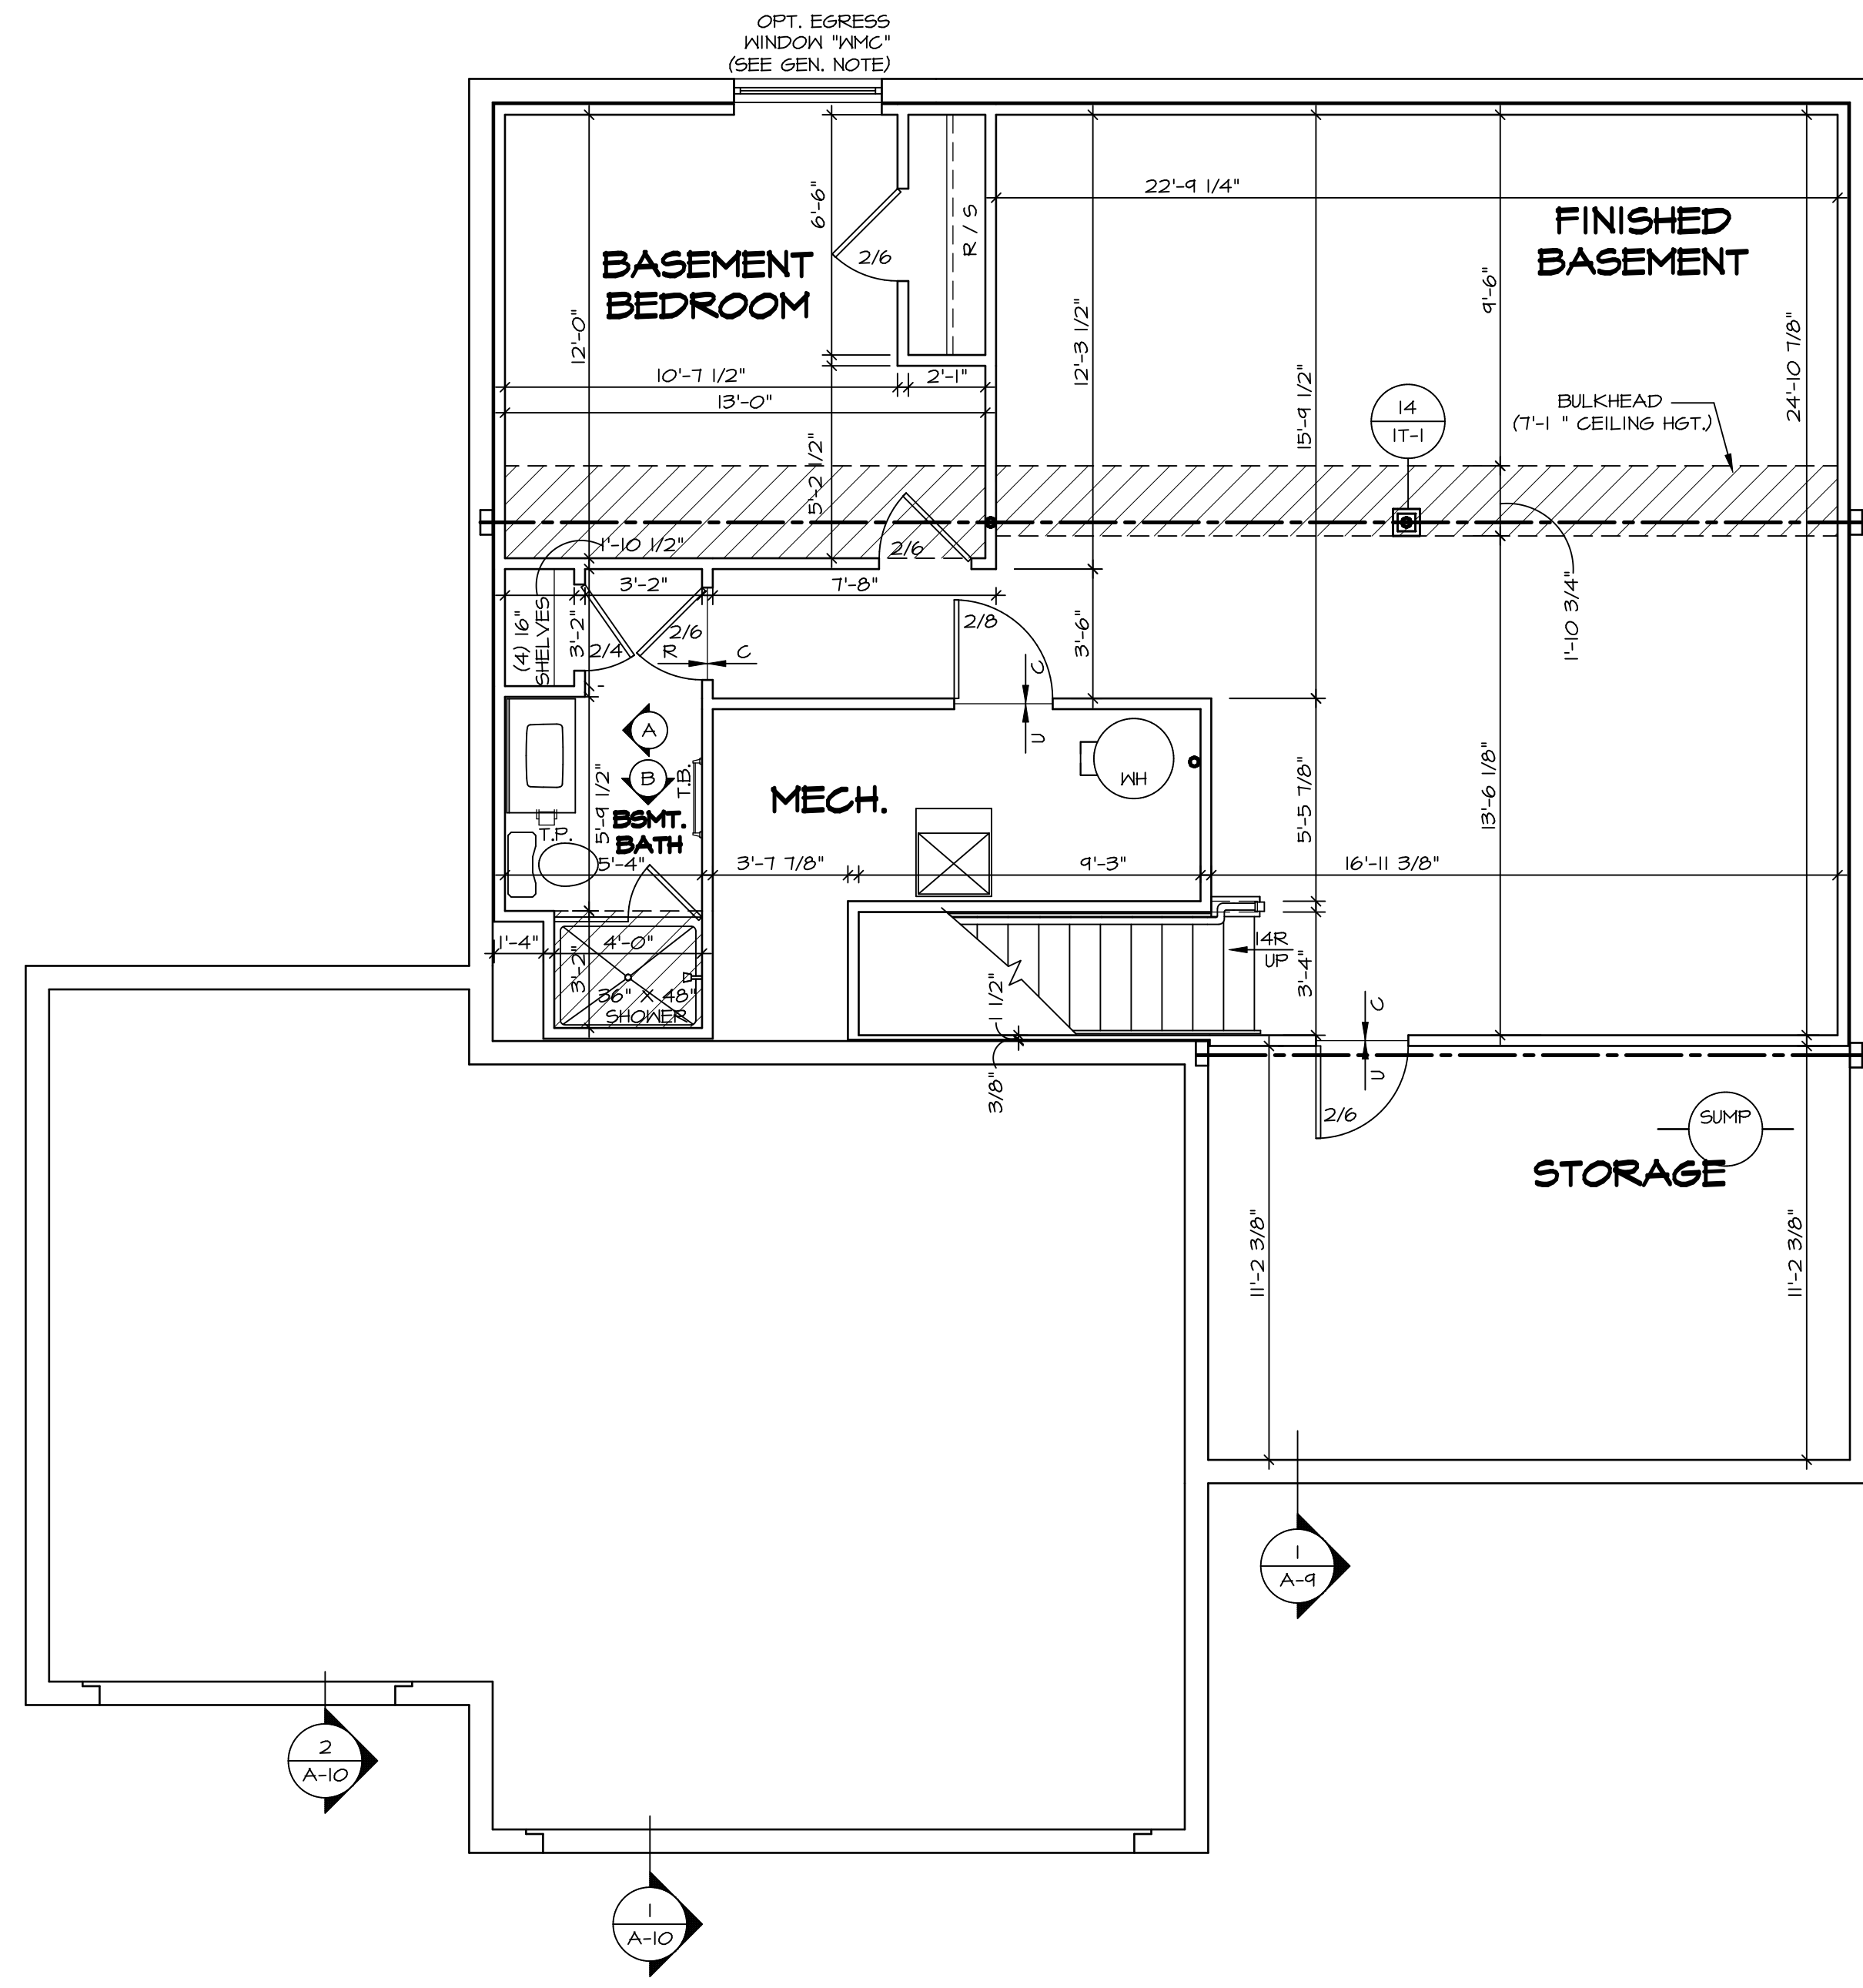 OPT. EGRESS
WINDOW "WMC"
(SEE GEN. NOTE)
22'-9 1/4"
6'-6"
R / S
FINISHED
BASEMENT
2/6
BASEMENT
BEDROOM
9'-6"
12'-0"
12'-3 1/2"
24'-10 7/8"
10'-7 1/2"
2'-1"
15'-9 1/2"
13'-0"
14
1T-1
BULKHEAD
(7'-1 " CEILING HGT.)
5'-2 1/2"
1'-10 1/2"
2/6
3'-2"
7'-8"
(4) 16"
SHELVES
3'-2"
2/4
2/6
R
C
2/8
3'-6"
1'-10 3/4"
C
U
A
B
T.B.
5'-9 1/2"
BSMT.
BATH
T.P.
MECH.
WH
5'-5 7/8"
13'-6 1/8"
5'-4"
3'-7 7/8"
9'-3"
16'-11 3/8"
1'-4"
4'-0"
3'-2"
36" X 48"
SHOWER
14R
UP
3'-4"
1 1/2"
3/8"
C
U
2/6
SUMP
STORAGE
11'-2 3/8"
11'-2 3/8"
1
A-9
2
A-10
1
A-10